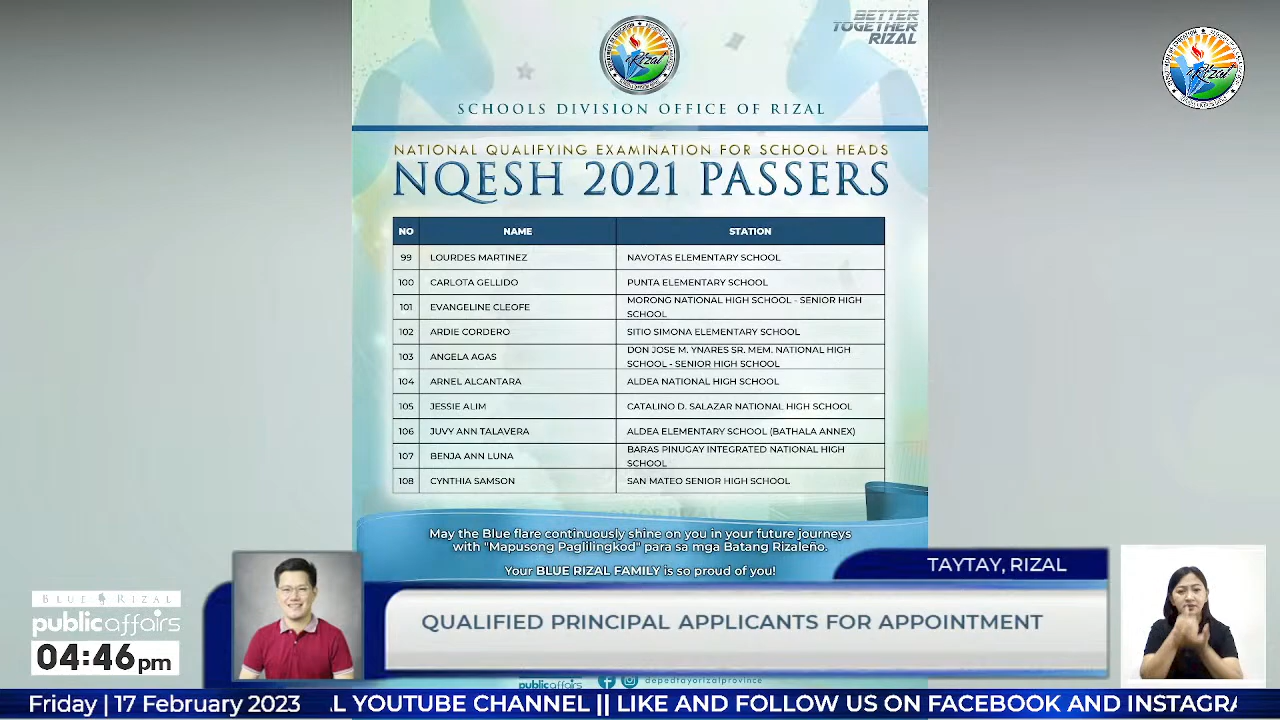 BETTER
TOGETHER
RIZAL
Rizal
Rizal
SCHOOLS DIVISION OFFICE OF RIZAL
NATIONAL QUALIFYING EXAMINATION FOR SCHOOL HEADS
NQESH 2021 PASSERS
NO NAME STATION
99 LOURDES MARTINEZ NAVOTAS ELEMENTARY SCHOOL
100 CARLOTA GELLIDO PUNTA ELEMENTARY SCHOOL
101 EVANGELINE CLEOFE MORONG NATIONAL HIGH SCHOOL - SENIOR HIGH
SCHOOL
102 ARDIE CORDERO SITIO SIMONA ELEMENTARY SCHOOL
103 ANGELA AGAS DON JOSE M. YNARES SR. MEM. NATIONAL HIGH
SCHOOL - SENIOR HIGH SCHOOL
104 ARNEL ALCANTARA ALDEA NATIONAL HIGH SCHOOL
105 JESSIE ALIM CATALINO D. SALAZAR NATIONAL HIGH SCHOOL
106 JUVY ANN TALAVERA ALDEA ELEMENTARY SCHOOL (BATHALA ANNEX)
107 BENJA ANN LUNA BARAS PINUGAY INTEGRATED NATIONAL HIGH
SCHOOL
108 CYNTHIA SAMSON SAN MATEO SENIOR HIGH SCHOOL
May the Blue flare continuously shine on you in your future journeys
with "Mapusong Paglilingkod" para sa mga Batang Rizaleño.
Your BLUE RIZAL FAMILY is so proud of you!
TAYTAY, RIZAL
QUALIFIED PRINCIPAL APPLICANTS FOR APPOINTMENT
BLUE RIZAL
public affairs
04:46pm
public affairs depedtayorizalprovince
Friday | 17 February 2023 L YOUTUBE CHANNEL || LIKE AND FOLLOW US ON FACEBOOK AND INSTAGRA